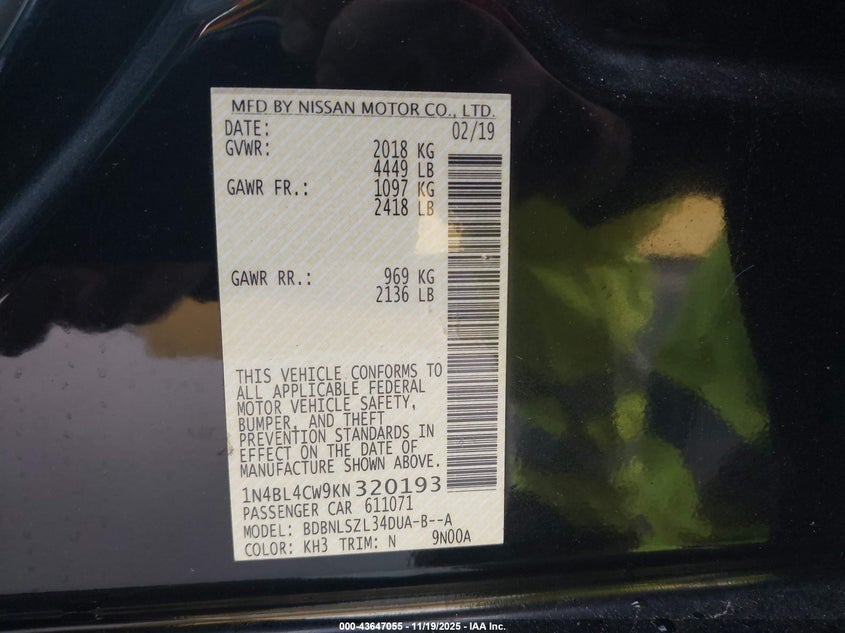 MFD BY NISSAN MOTOR CO., LTD.
DATE: 02/19
GVWR: 2018 KG
4449 LB
GAWR FR.: 1097 KG
2418 LB
GAWR RR.: 969 KG
2136 LB
THIS VEHICLE CONFORMS TO
ALL APPLICABLE FEDERAL
MOTOR VEHICLE SAFETY,
BUMPER, AND THEFT
PREVENTION STANDARDS IN
EFFECT ON THE DATE OF
MANUFACTURE SHOWN ABOVE.
1N4BL4CW9KN320193
PASSENGER CAR 611071
MODEL: BDBNLSZL34DUA-B--A
COLOR: KH3 TRIM: N 9N00A
000-43647055 - 11/19/2025 - IAA Inc.